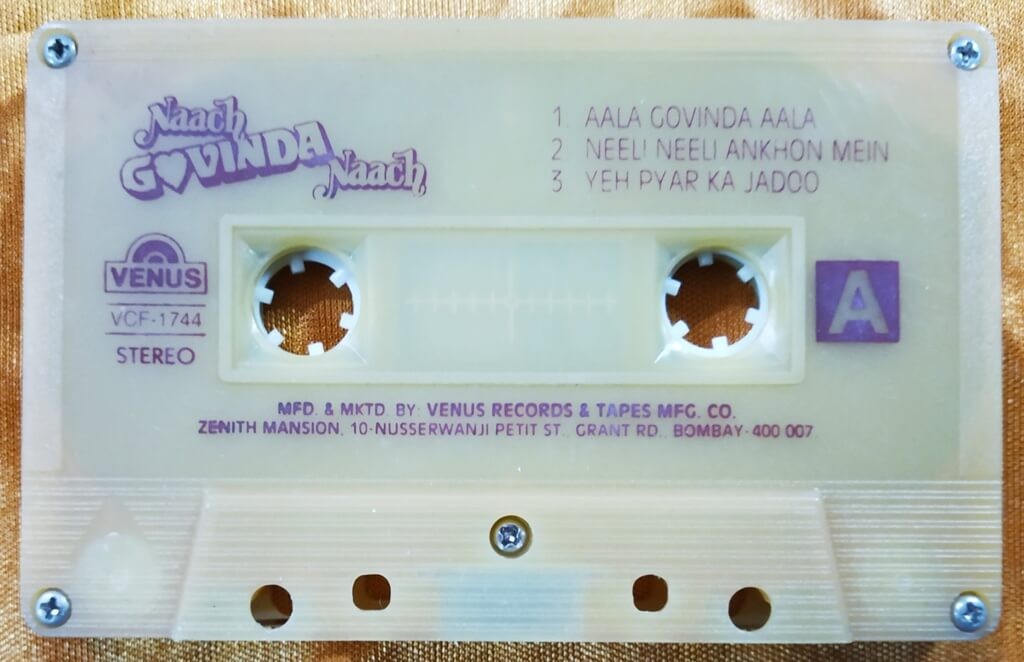 Naach
GOVINDA
Naach
1. AALA GOVINDA AALA
2 NEELI NEELI ANKHON MEIN
3 YEH PYAR KA JADOO
VENUS
VCF-1744
STEREO
A
MFD. & MKTD. BY: VENUS RECORDS & TAPES MFG. CO.
ZENITH MANSION, 10-NUSSERWANJI PETIT ST., GRANT RD., BOMBAY-400 007